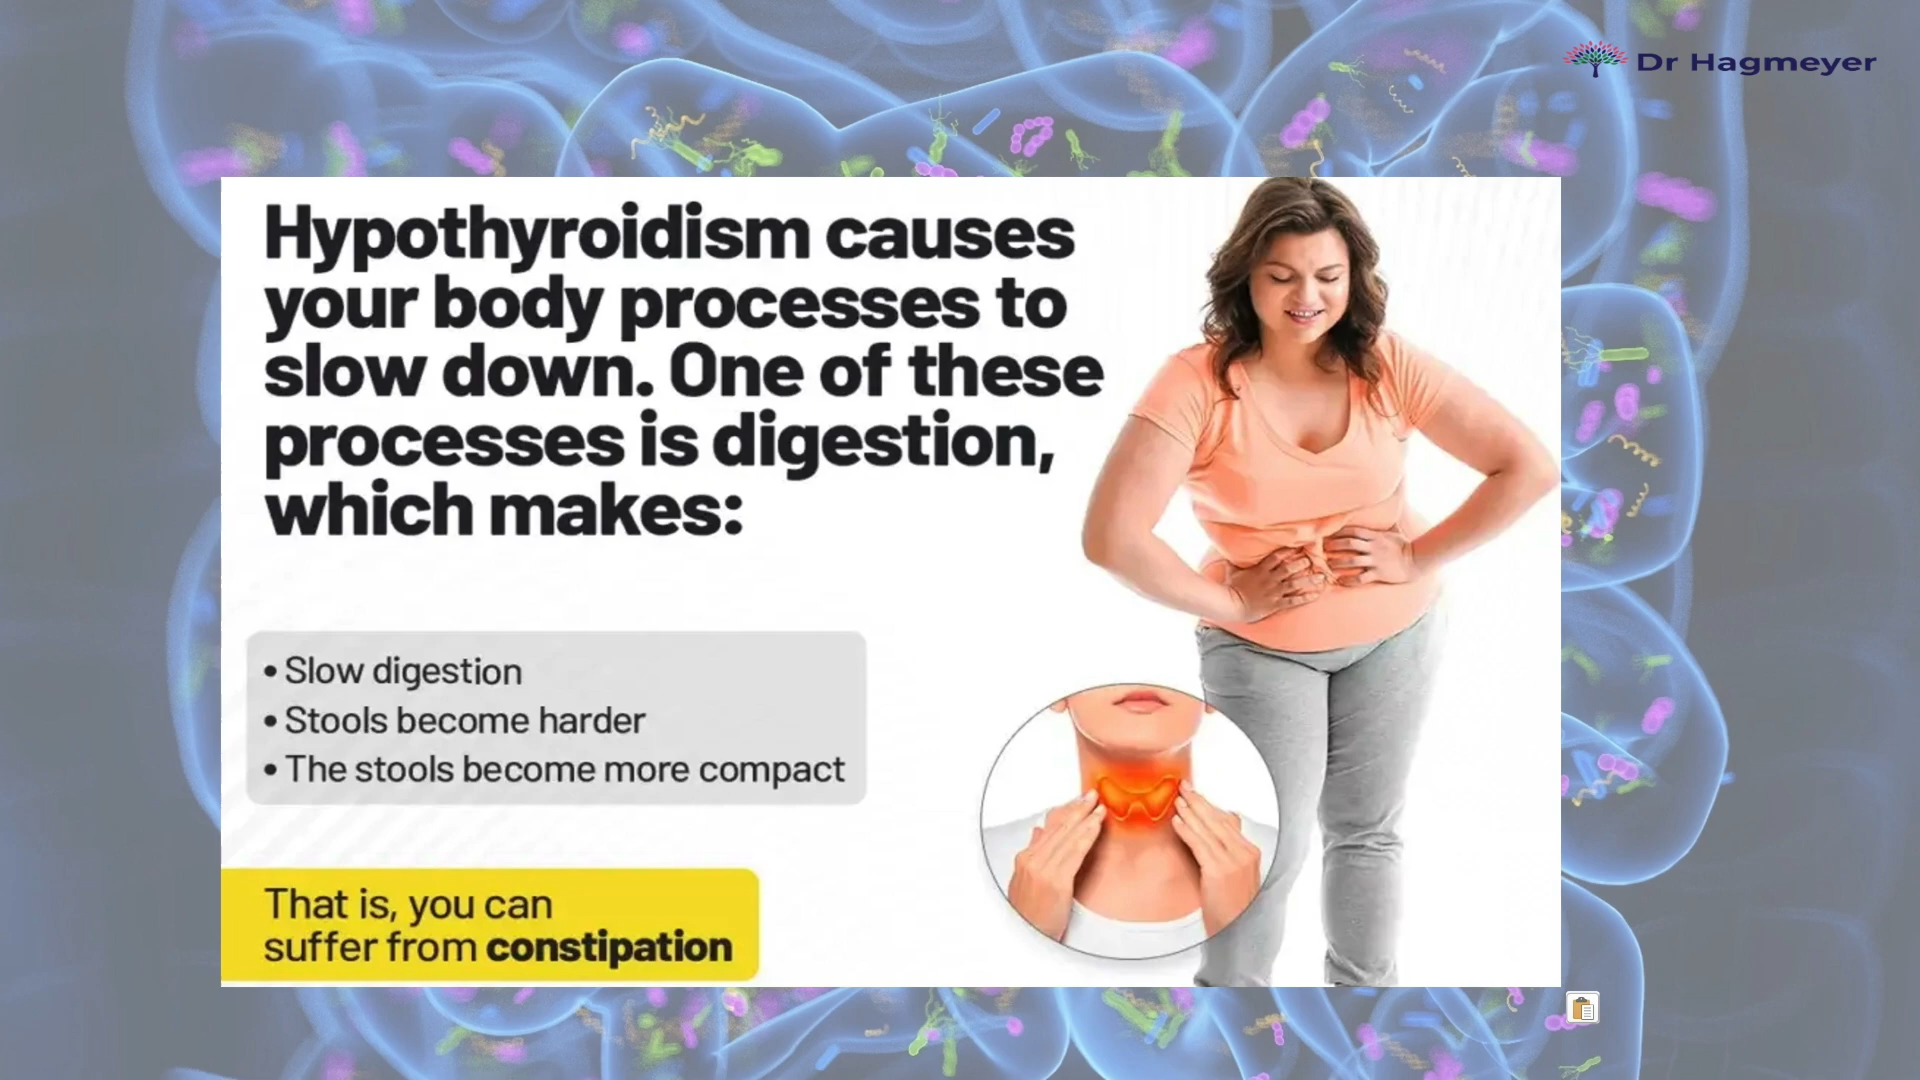 Dr Hagmeyer
Hypothyroidism causes
your body processes to
slow down. One of these
processes is digestion,
which makes:
• Slow digestion
• Stools become harder
• The stools become more compact
That is, you can
suffer from constipation